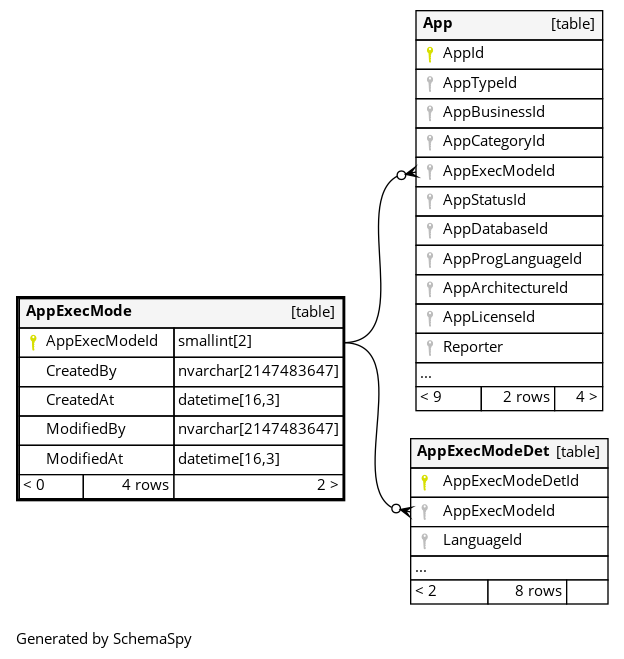 App [table]
AppId
AppTypeId
AppBusinessId
AppCategoryId
AppExecModeId
AppStatusId
AppDatabaseId
AppProgLanguageId
AppArchitectureId
AppLicenseId
Reporter
...
< 9 2 rows 4 >
AppExecMode [table]
AppExecModeId smallint[2]
CreatedBy nvarchar[2147483647]
CreatedAt datetime[16,3]
ModifiedBy nvarchar[2147483647]
ModifiedAt datetime[16,3]
< 0 4 rows 2 >
AppExecModeDet [table]
AppExecModeDetId
AppExecModeId
LanguageId
...
< 2 8 rows
Generated by SchemaSpy